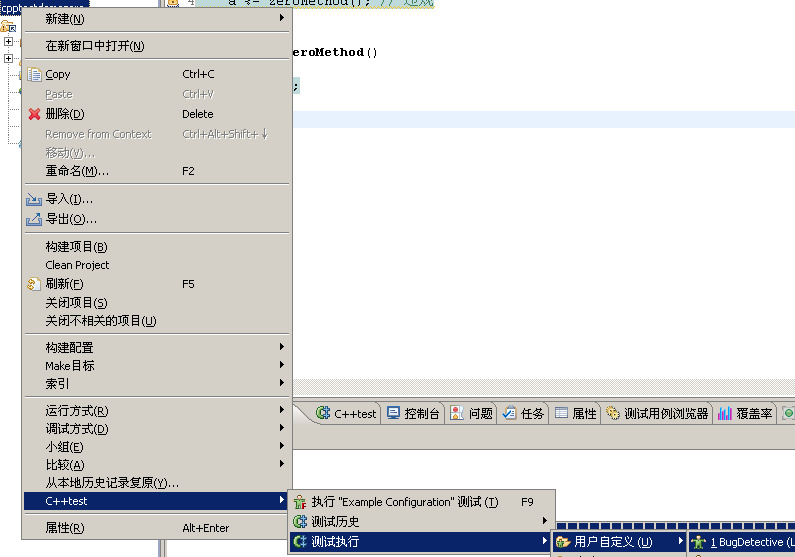 a %= zeroMethod(); // 违规
新建(N)
在新窗口中打开(N)
eroMethod()
Copy Ctrl+C
;
Paste Ctrl+V
删除(D) Delete
Remove from Context Ctrl+Alt+Shift+↓
移动(V)...
重命名(M)... F2
导入(I)...
导出(O)...
构建项目(B)
Clean Project
刷新(F) F5
关闭项目(S)
关闭不相关的项目(U)
构建配置
Make目标
索引
运行方式(R)
调试方式(D)
小组(E)
比较(A)
从本地历史记录复原(Y)...
C++test
属性(R) Alt+Enter
C++test 控制台 问题 任务 属性 测试用例浏览器 覆盖率
执行 "Example Configuration" 测试 (T) F9
测试历史
测试执行
用户自定义 (U)
1 BugDetective (L